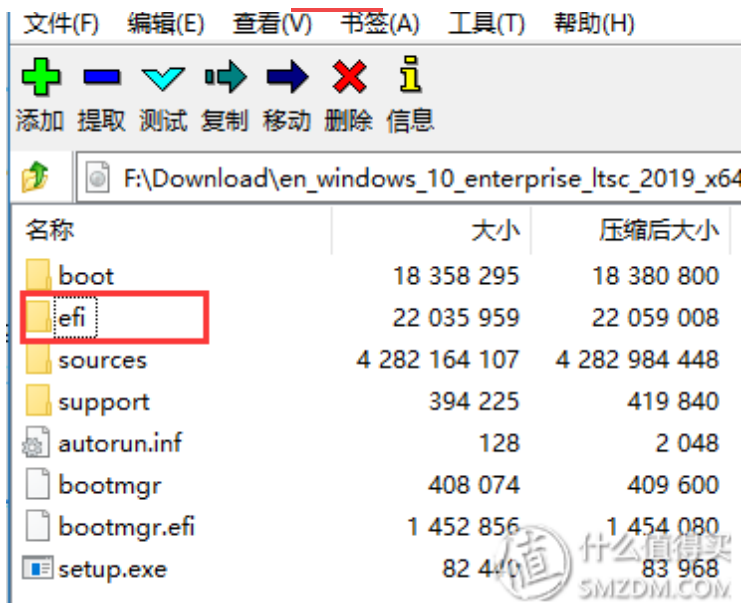 文件(F) 编辑(E) 查看(V) 书签(A) 工具(T) 帮助(H)
添加 提取 测试 复制 移动 删除 信息
F:\Download\en_windows_10_enterprise_ltsc_2019_x64
名称 大小 压缩后大小
boot 18 358 295 18 380 800
efi 22 035 959 22 059 008
sources 4 282 164 107 4 282 984 448
support 394 225 419 840
autorun.inf 128 2 048
bootmgr 408 074 409 600
bootmgr.efi 1 452 856 1 454 080
setup.exe 82 440 83 968
值 什么值得买
SMZDM.COM